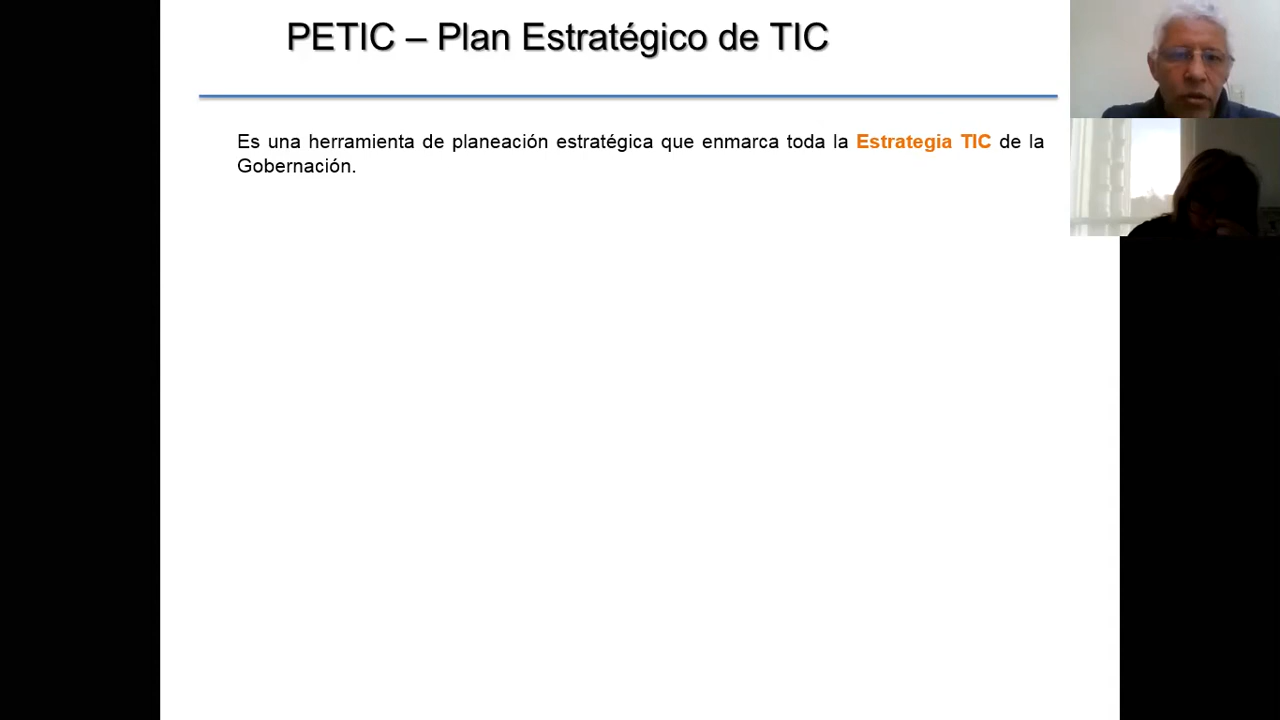 PETIC – Plan Estratégico de TIC
Es una herramienta de planeación estratégica que enmarca toda la Estrategia TIC de la
Gobernación.